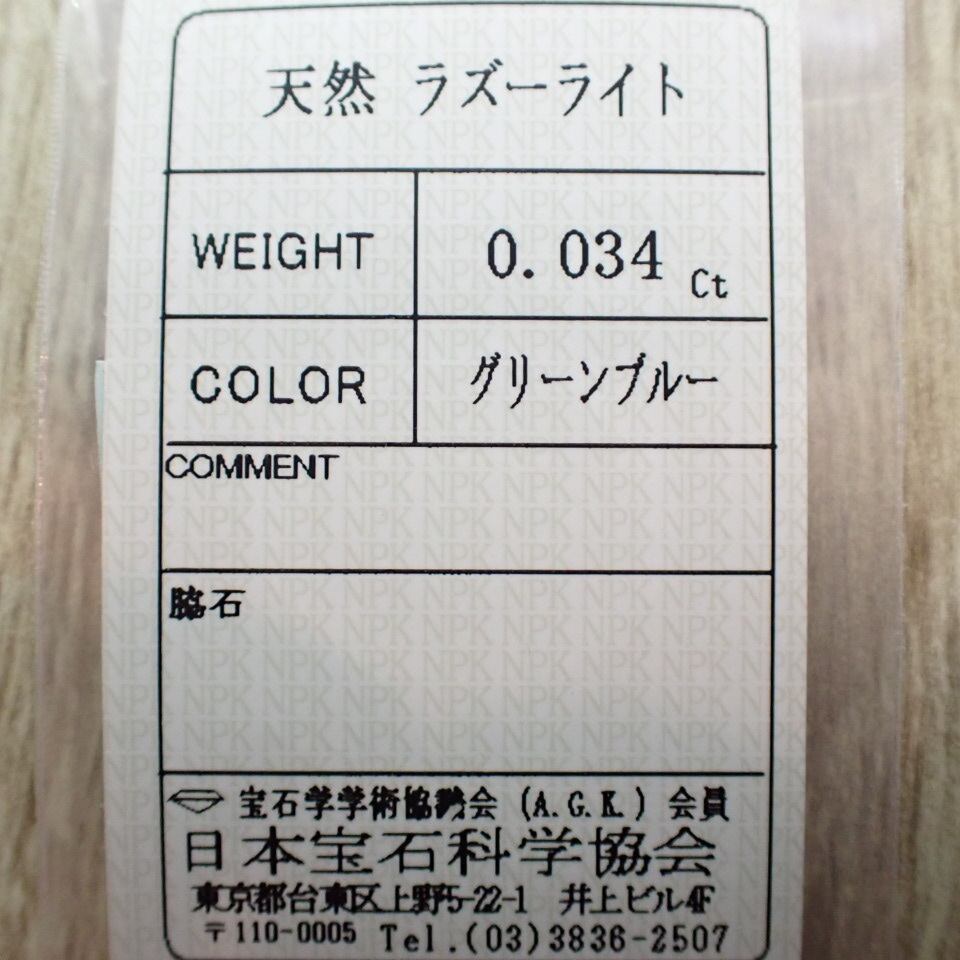 天然 ラズーライト
WEIGHT 0.034 Ct
COLOR グリーンブルー
COMMENT
脇石
宝石学学術協議会 (A.G.K.) 会員
日本宝石科学協会
東京都台東区上野5-22-1 井上ビル4F
〒110-0005 Tel.(03)3836-2507